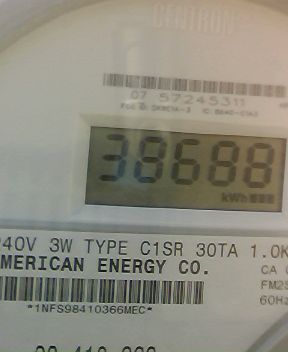 CENTRON
07 57245311
38688
kWh
240V 3W TYPE C1SR 30TA 1.0K
AMERICAN ENERGY CO.
CA
FM2S
60Hz
*1NFS98410366MEC*